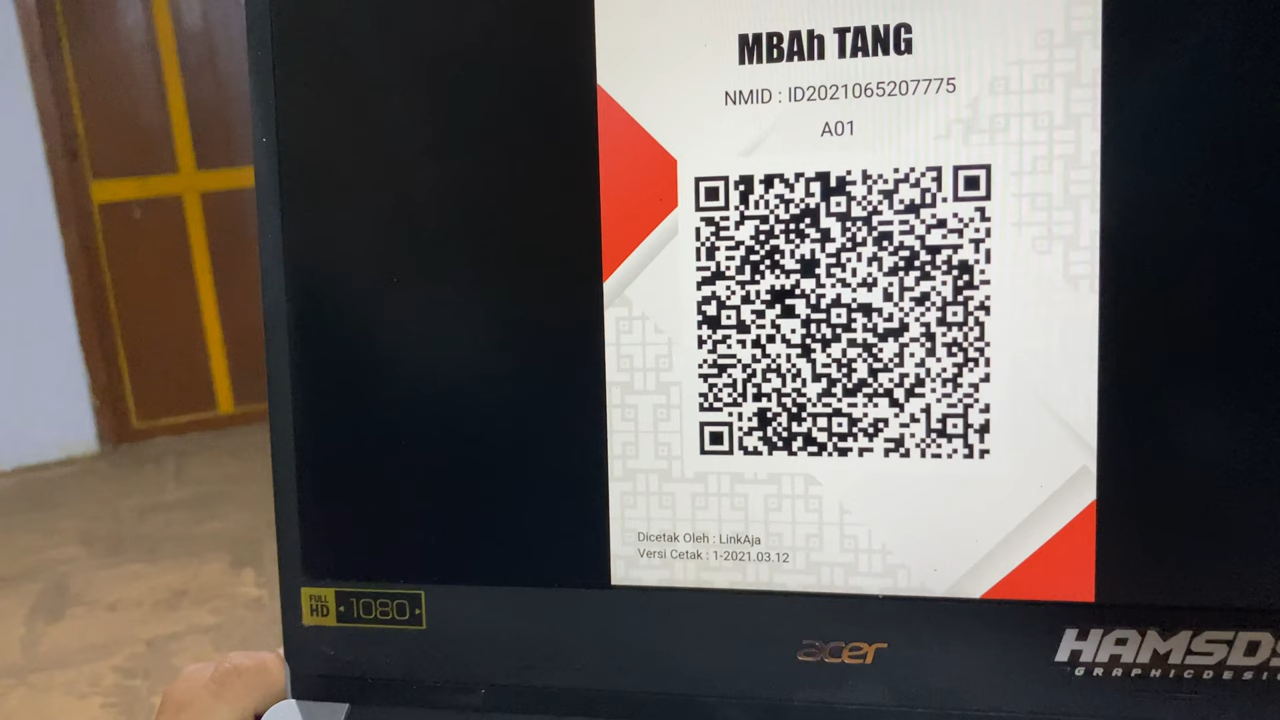 MBAh TANG
NMID : ID2021065207775
A01
Dicetak Oleh : LinkAja
Versi Cetak : 1-2021.03.12
FULL HD 1080
acer
HAMSDS
GRAPHICDESI